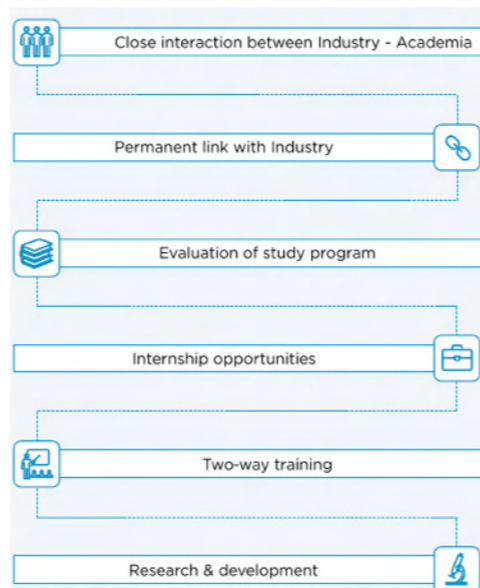 Close interaction between Industry - Academia
Permanent link with Industry
Evaluation of study program
Internship opportunities
Two-way training
Research & development